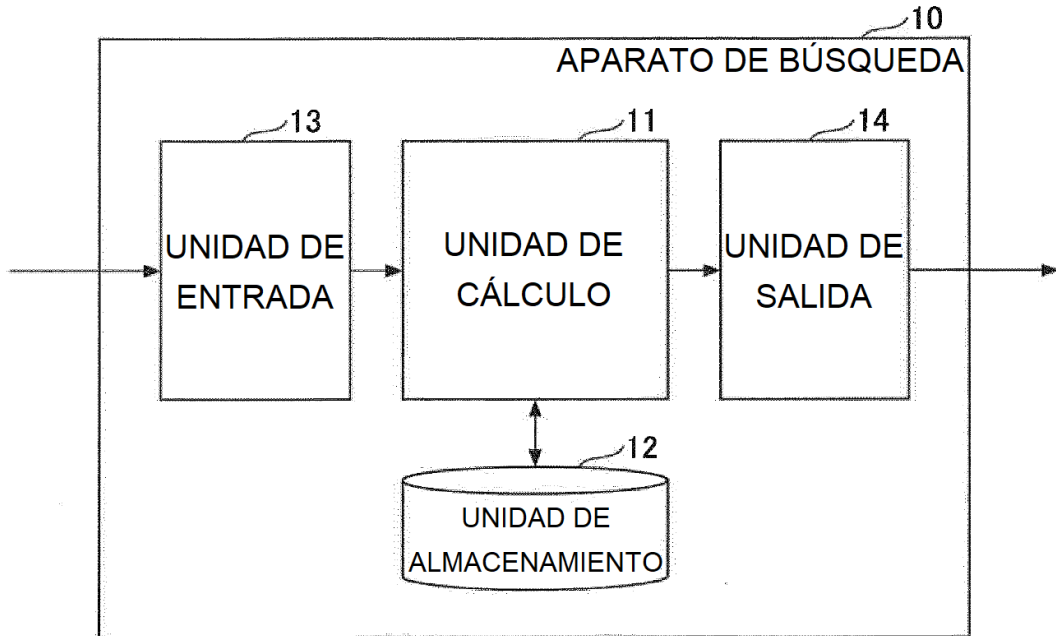 10
APARATO DE BÚSQUEDA
13
UNIDAD DE
ENTRADA
11
UNIDAD DE
CÁLCULO
14
UNIDAD DE
SALIDA
12
UNIDAD DE
ALMACENAMIENTO